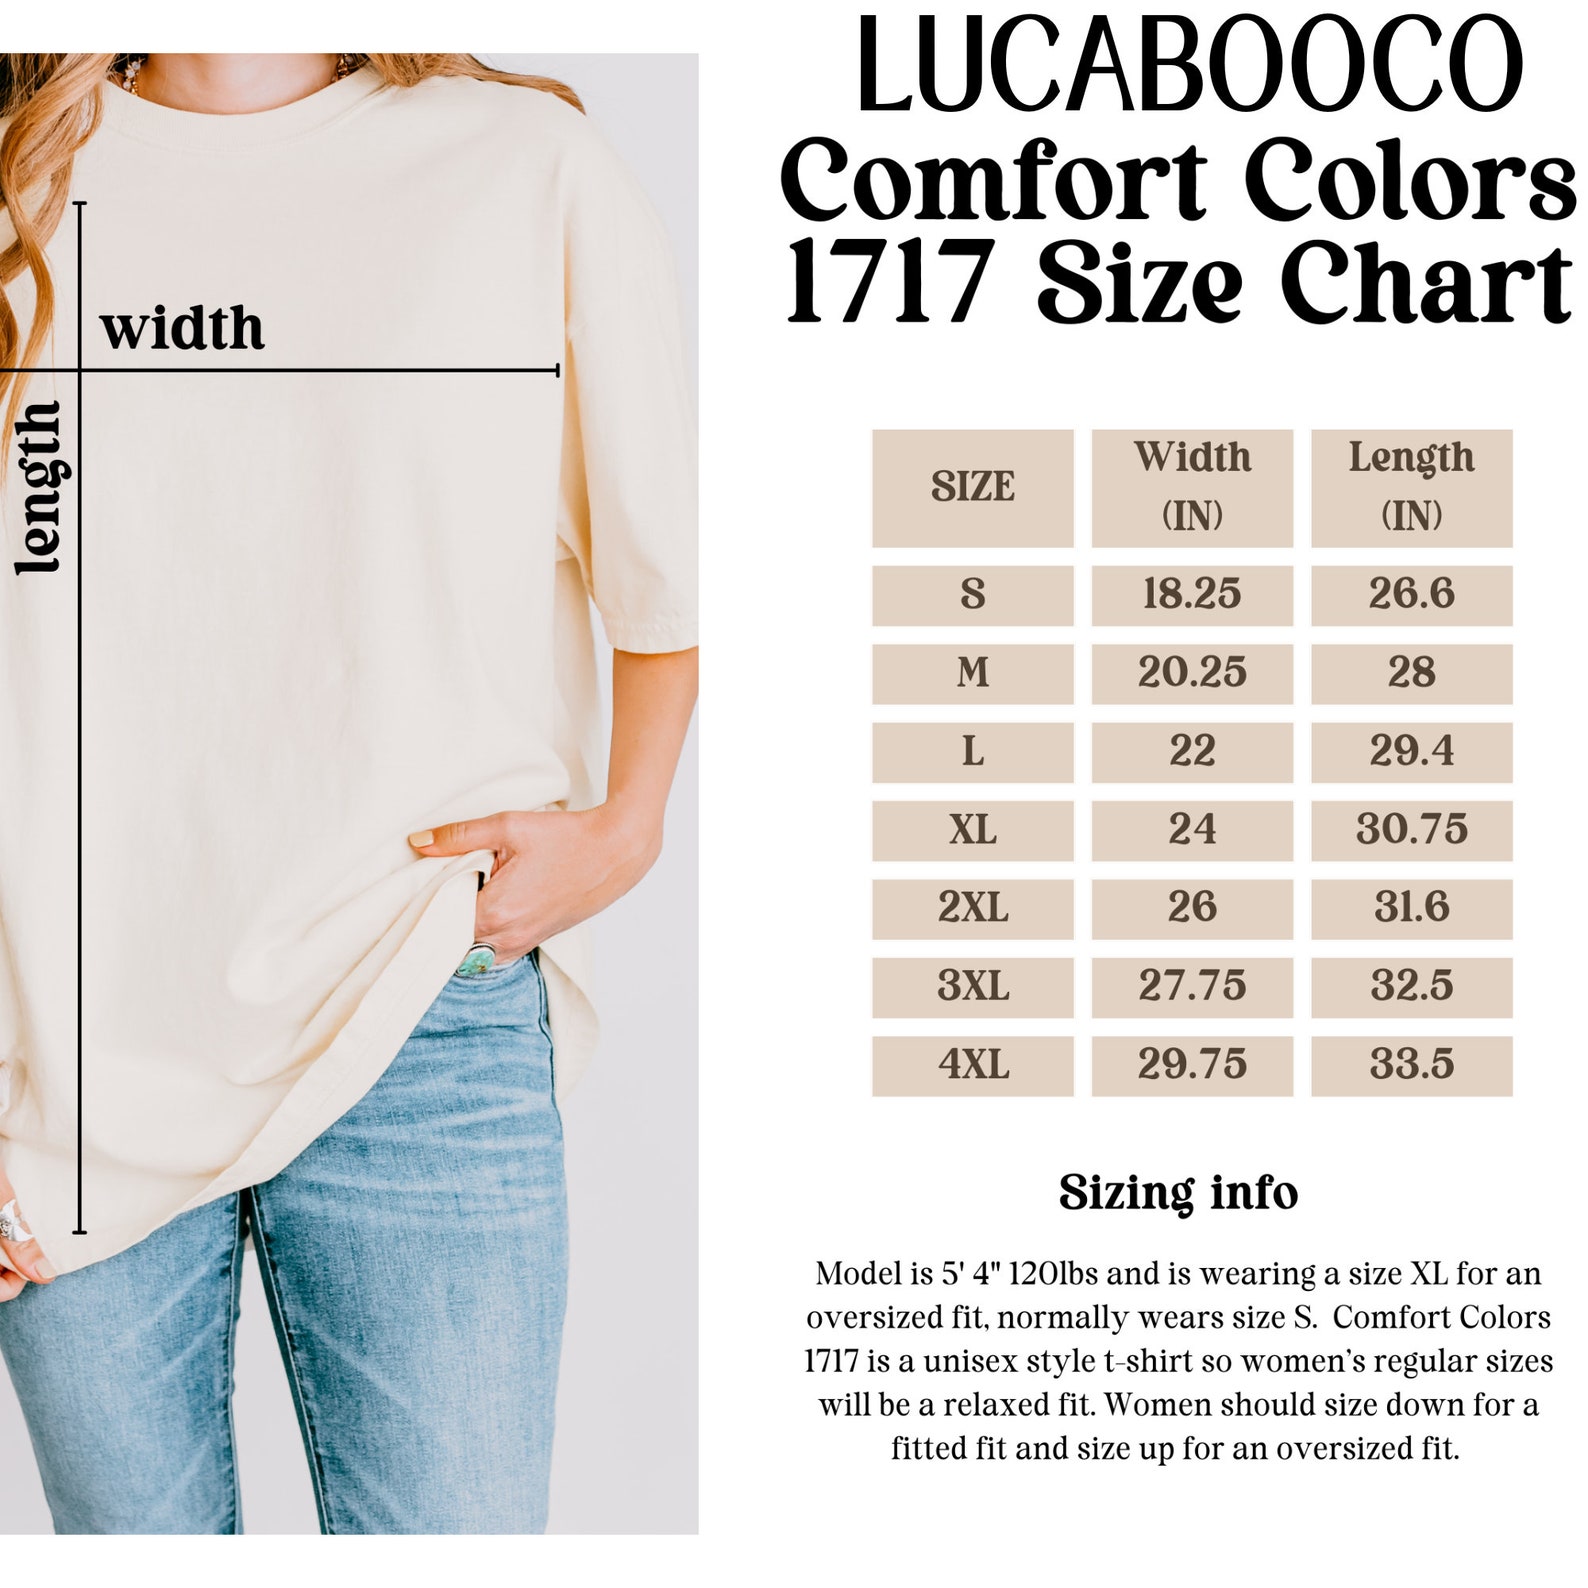 LUCABOOCO
Comfort Colors
1717 Size Chart
width
length
SIZE Width (IN) Length (IN)
S 18.25 26.6
M 20.25 28
L 22 29.4
XL 24 30.75
2XL 26 31.6
3XL 27.75 32.5
4XL 29.75 33.5
Sizing info
Model is 5' 4" 120lbs and is wearing a size XL for an
oversized fit, normally wears size S. Comfort Colors
1717 is a unisex style t-shirt so women’s regular sizes
will be a relaxed fit. Women should size down for a
fitted fit and size up for an oversized fit.